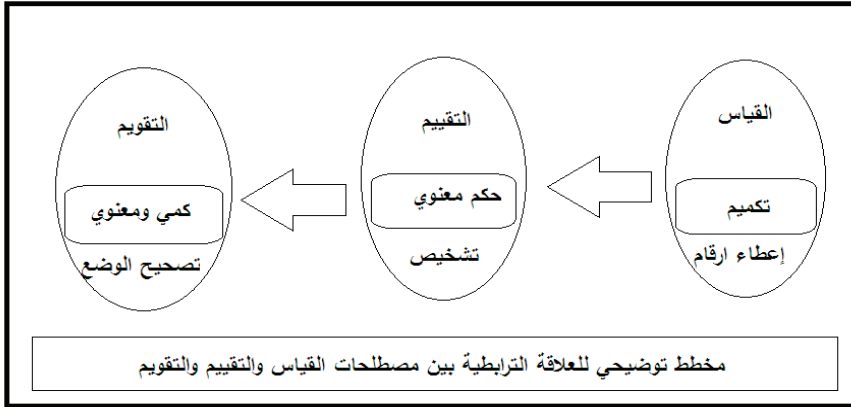 القياس
تكميم
إعطاء ارقام
التقييم
حكم معنوي
تشخيص
التقويم
كمي ومعنوي
تصحيح الوضع
مخطط توضيحي للعلاقة الترابطية بين مصطلحات القياس والتقييم والتقويم